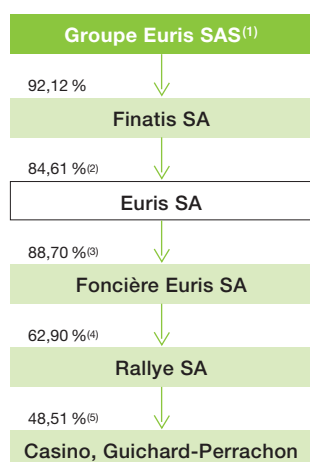 Groupe Euris SAS(1)
92,12 %
Finatis SA
84,61 %(2)
Euris SA
88,70 %(3)
Foncière Euris SA
62,90 %(4)
Rallye SA
48,51 %(5)
Casino, Guichard-Perrachon